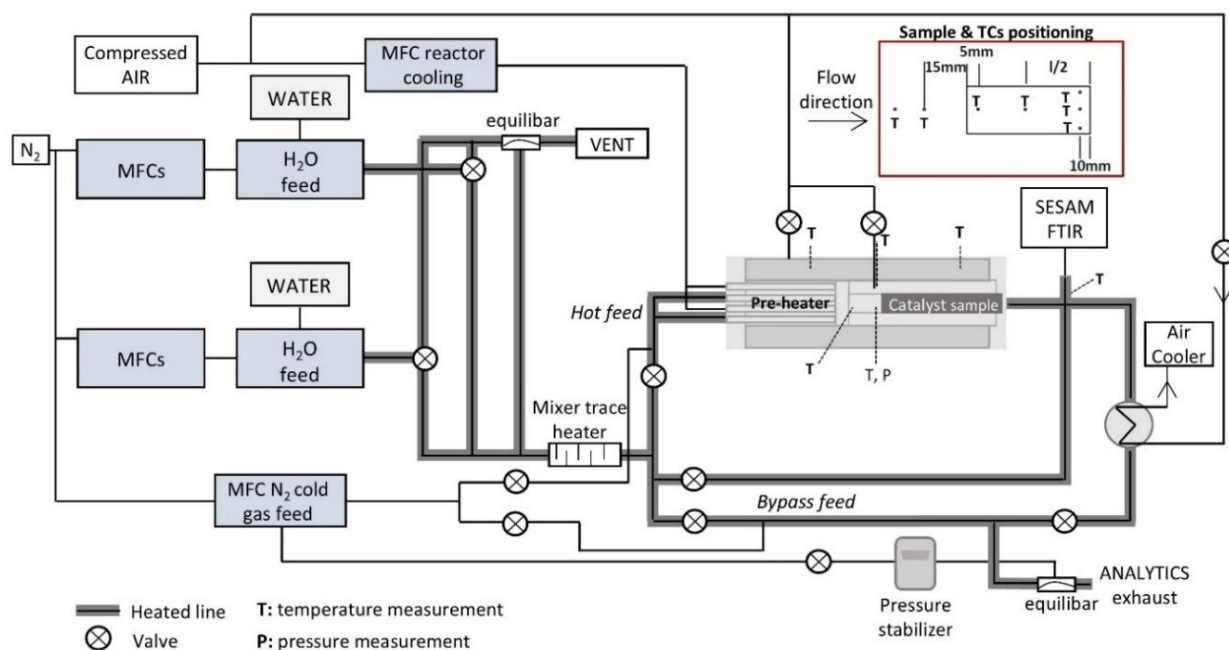 Sample & TCs positioning
5mm
15mm
l/2
Flow
direction
T
T
T
T
T
T
T
10mm
Compressed
AIR
MFC reactor
cooling
WATER
N₂
MFCs
H₂O
feed
equilibar
VENT
SESAM
FTIR
T
T
T
T
WATER
MFCs
H₂O
feed
Hot feed
Pre-heater
Catalyst sample
T
T, P
Air
Cooler
Mixer trace
heater
MFC N₂ cold
gas feed
Bypass feed
Pressure
stabilizer
equilibar
ANALYTICS
exhaust
Heated line
Valve
T: temperature measurement
P: pressure measurement